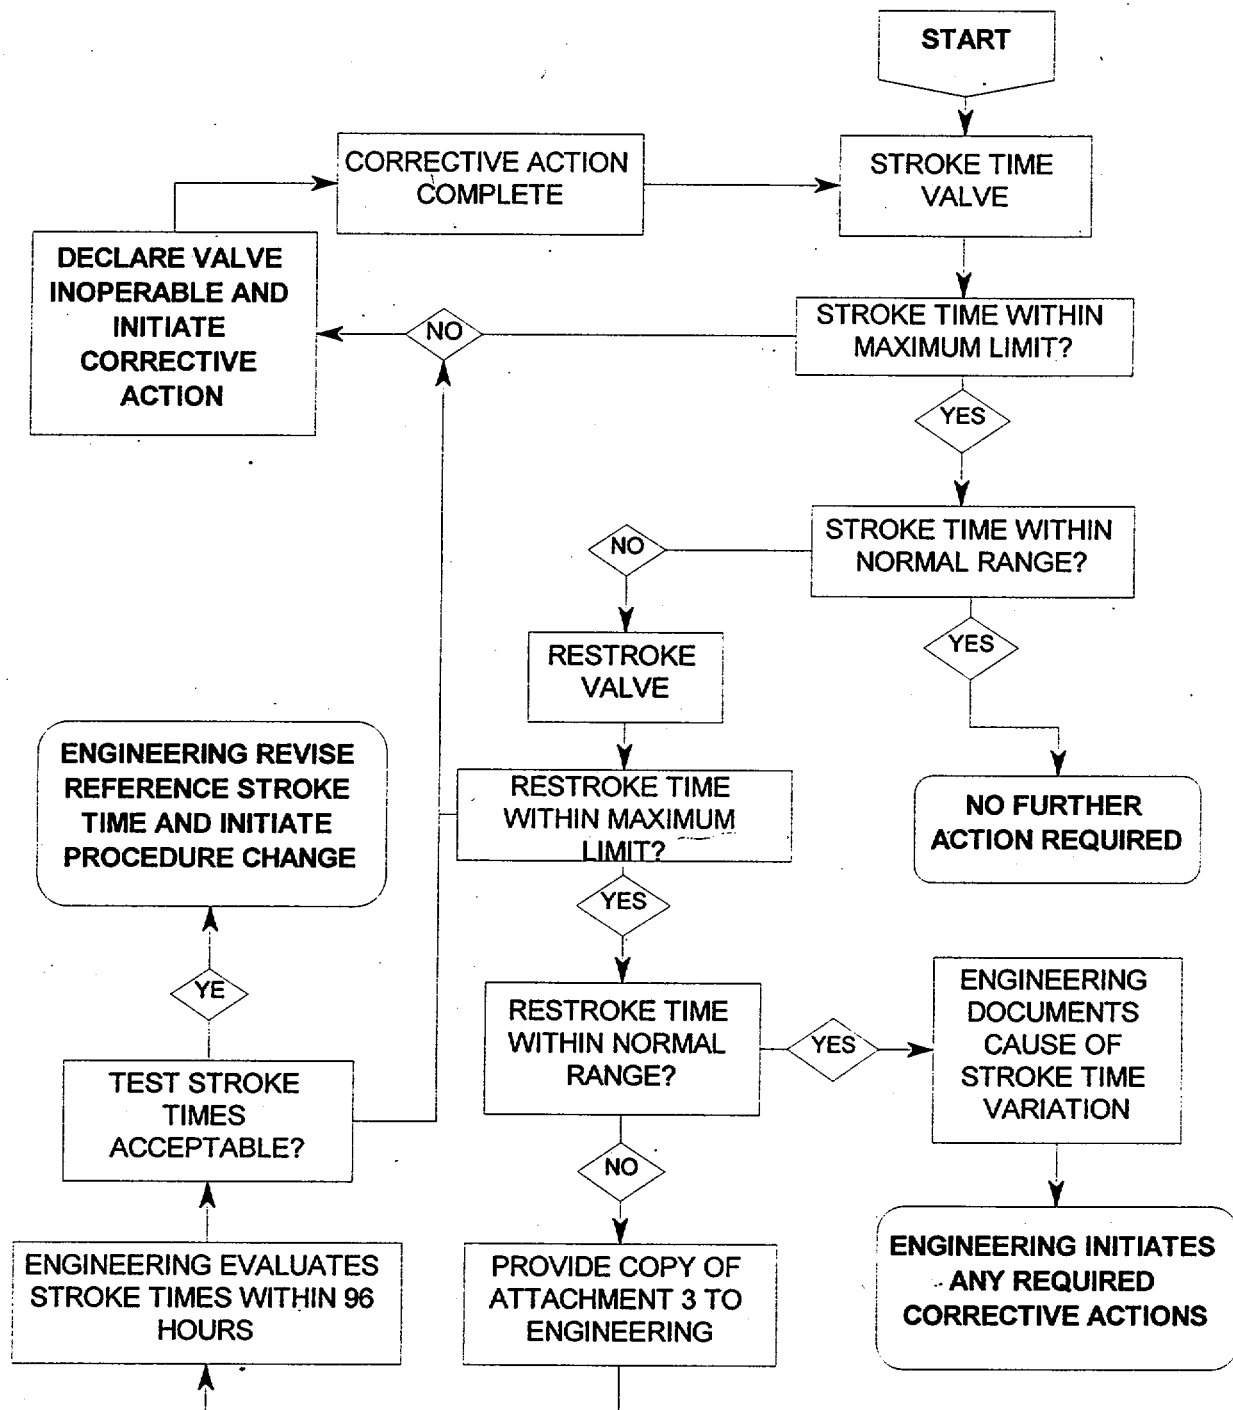 START
STROKE TIME
VALVE
CORRECTIVE ACTION
COMPLETE
DECLARE VALVE
INOPERABLE AND
INITIATE
CORRECTIVE
ACTION
NO
STROKE TIME WITHIN
MAXIMUM LIMIT?
YES
STROKE TIME WITHIN
NORMAL RANGE?
NO
YES
RESTROKE
VALVE
NO FURTHER
ACTION REQUIRED
ENGINEERING REVISE
REFERENCE STROKE
TIME AND INITIATE
PROCEDURE CHANGE
RESTROKE TIME
WITHIN MAXIMUM
LIMIT?
YES
YE
RESTROKE TIME
WITHIN NORMAL
RANGE?
YES
ENGINEERING
DOCUMENTS
CAUSE OF
STROKE TIME
VARIATION
TEST STROKE
TIMES
ACCEPTABLE?
NO
ENGINEERING EVALUATES
STROKE TIMES WITHIN 96
HOURS
PROVIDE COPY OF
ATTACHMENT 3 TO
ENGINEERING
ENGINEERING INITIATES
ANY REQUIRED
CORRECTIVE ACTIONS